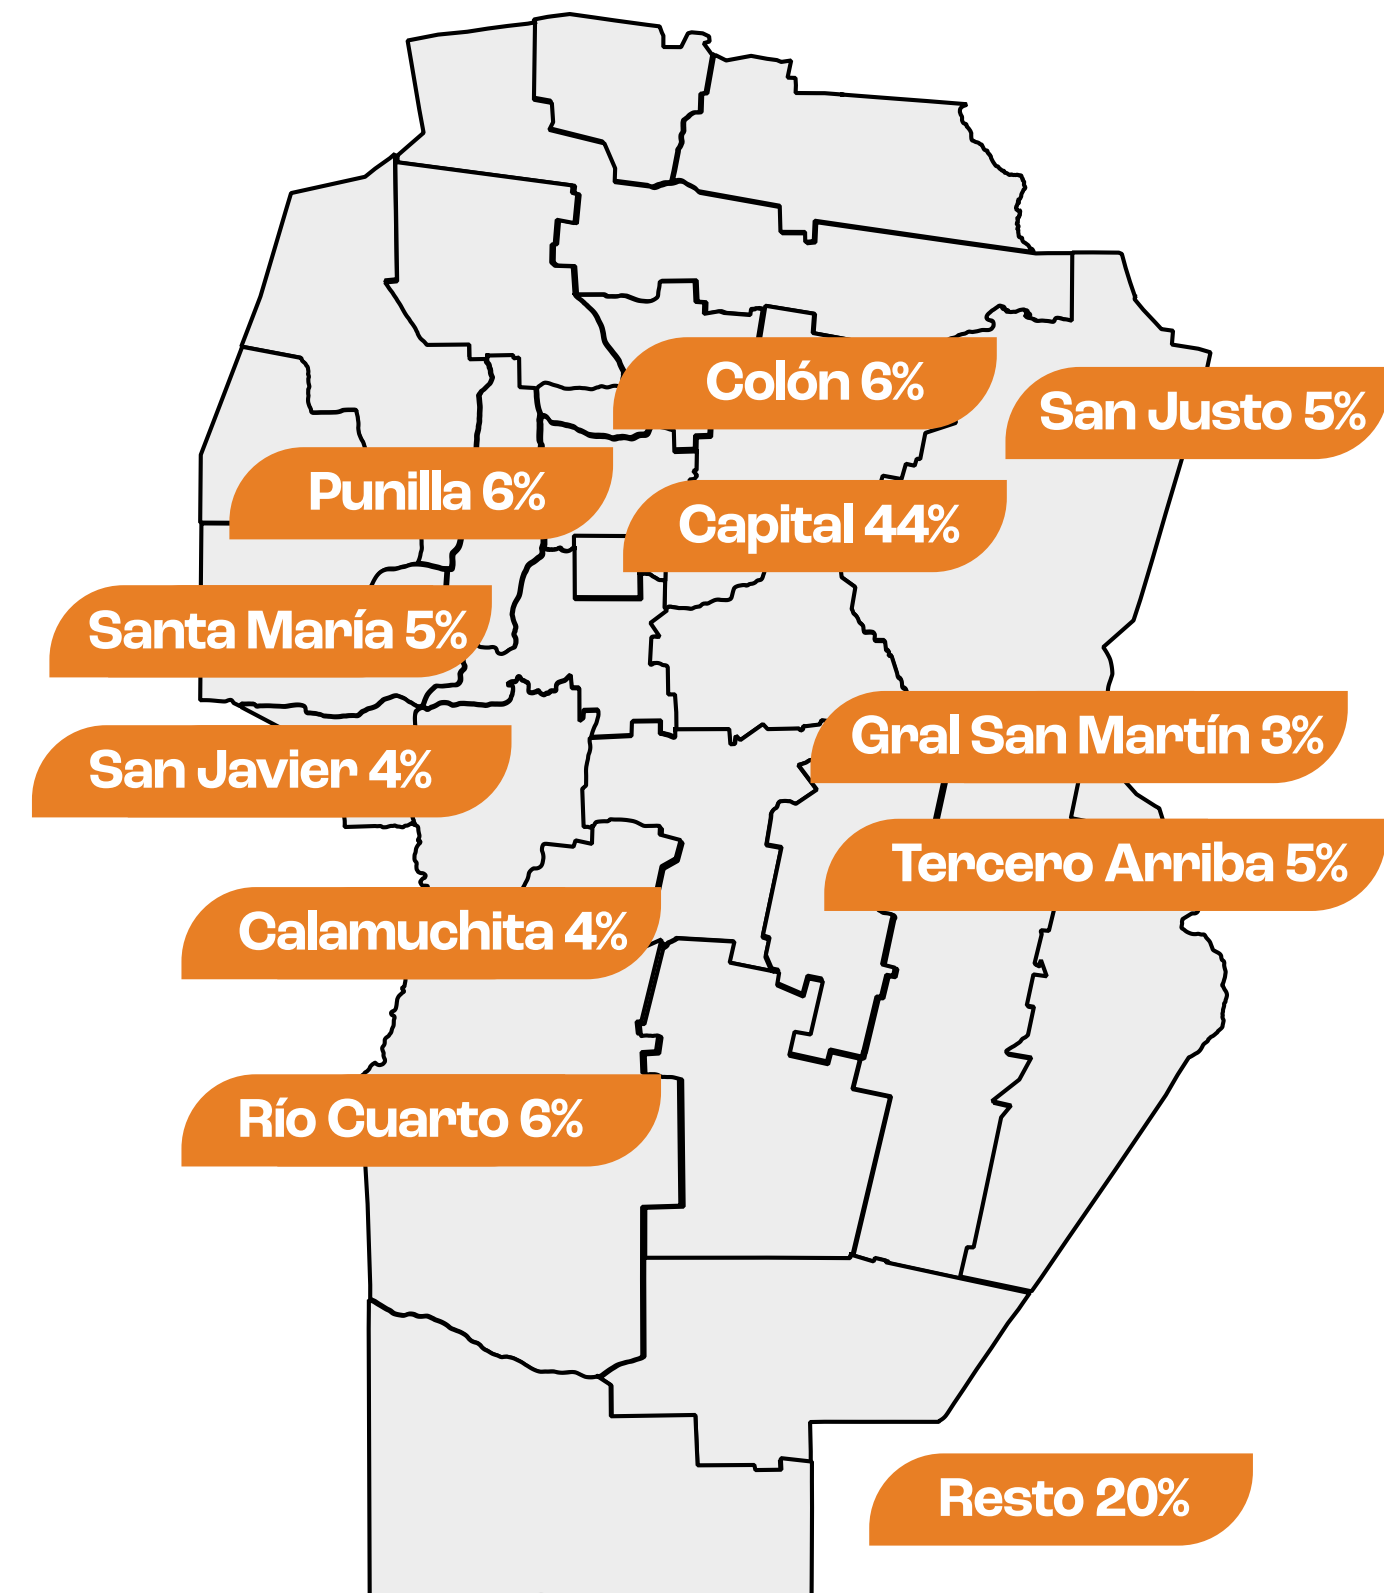 Colón 6%
San Justo 5%
Punilla 6%
Capital 44%
Santa María 5%
Gral San Martín 3%
San Javier 4%
Tercero Arriba 5%
Calamuchita 4%
Río Cuarto 6%
Resto 20%